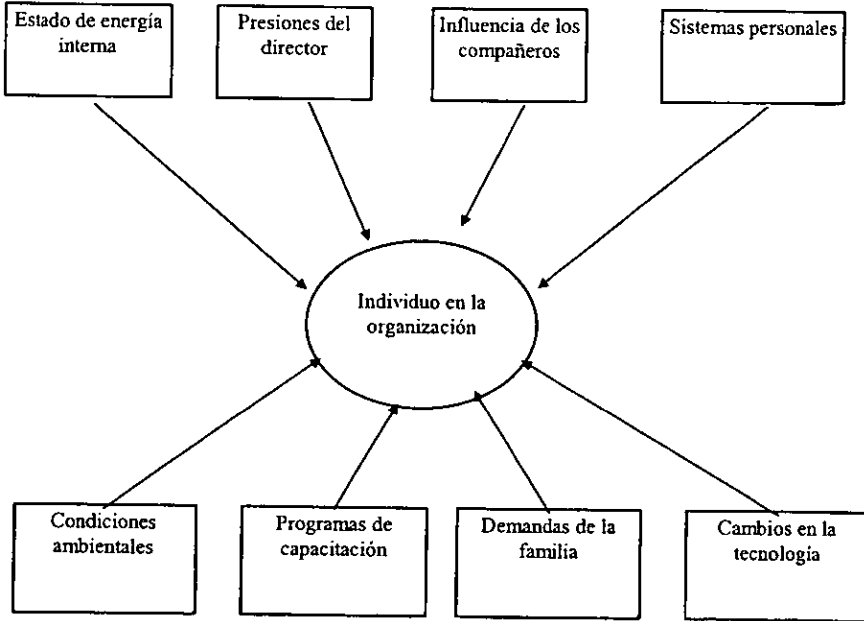 Estado de energía
interna
Presiones del
director
Influencia de los
compañeros
Sistemas personales
Individuo en la
organización
Condiciones
ambientales
Programas de
capacitación
Demandas de la
familia
Cambios en la
tecnología